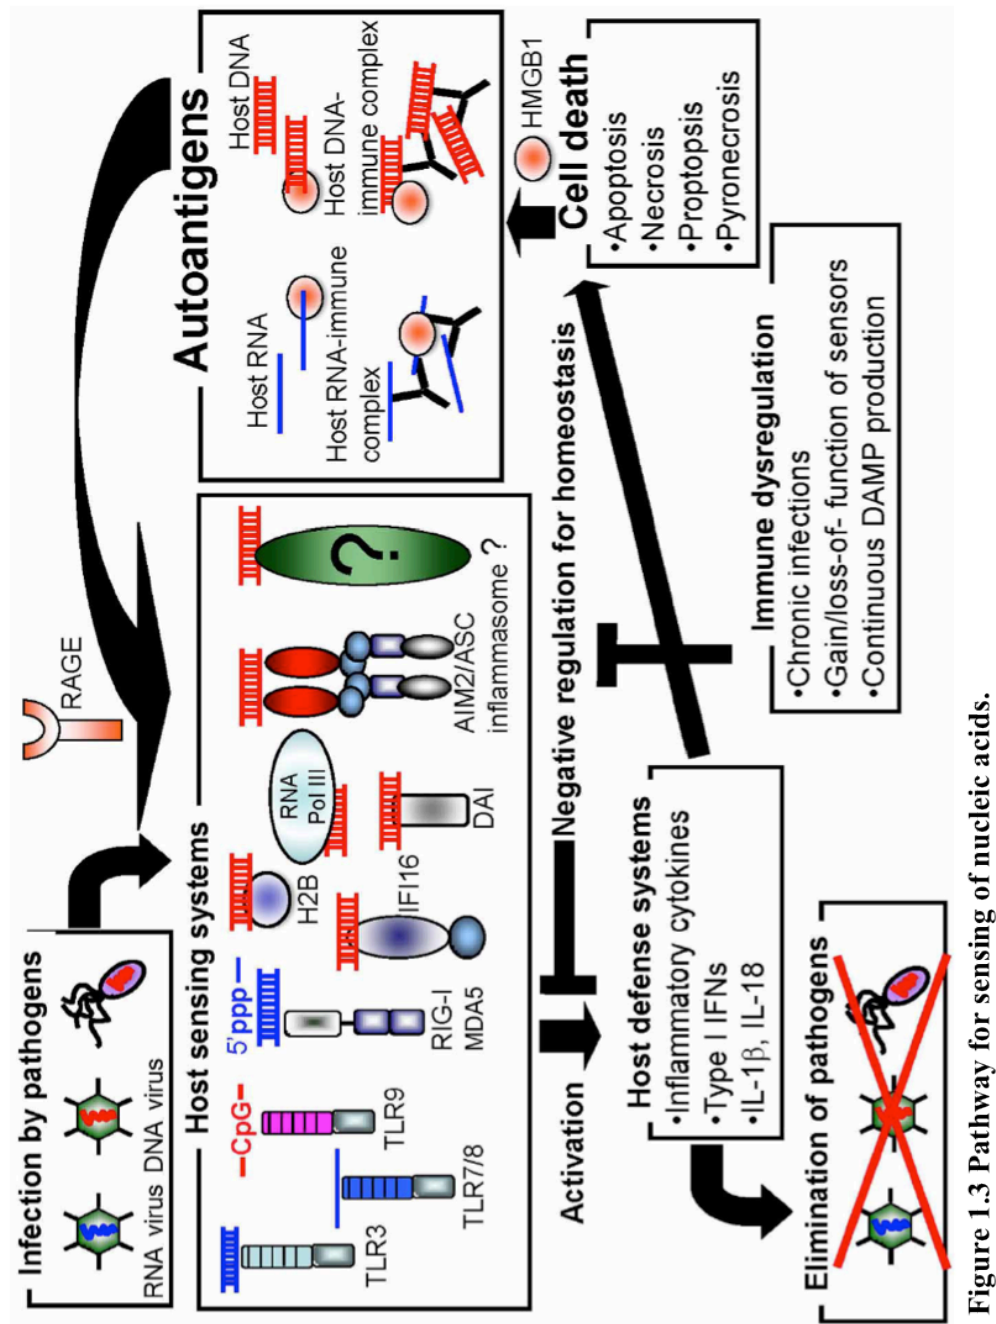 Infection by pathogens
RNA virus DNA virus
RAGE
Host sensing systems
5'ppp
CpG
TLR3
TLR7/8
TLR9
RIG-I
MDA5
H2B
IFI16
RNA
Pol III
DAI
AIM2/ASC
inflammasome ?
?
Autoantigens
Host RNA
Host RNA-immune
complex
Host DNA
Host DNA-
immune complex
HMGB1
Cell death
•Apoptosis
•Necrosis
•Proptopsis
•Pyronecrosis
Activation
Negative regulation for homeostasis
Host defense systems
•Inflammatory cytokines
•Type I IFNs
•IL-1β, IL-18
Immune dysregulation
•Chronic infections
•Gain/loss-of- function of sensors
•Continuous DAMP production
Elimination of pathogens
Figure 1.3 Pathway for sensing of nucleic acids.